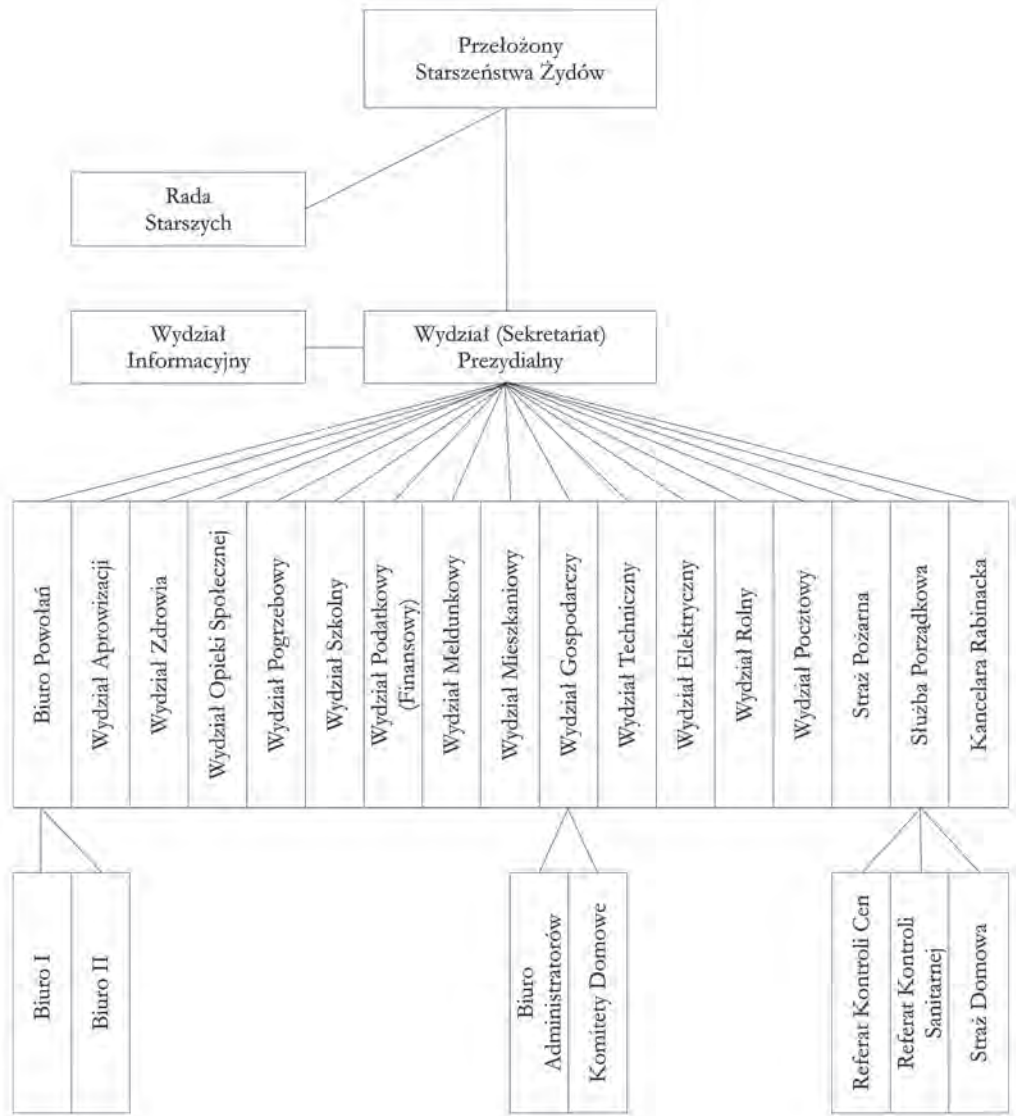 Przełożony
Starszeństwa Żydów
Rada
Starszych
Wydział
Informacyjny
Wydział (Sekretariat)
Prezydialny
Biuro Powołań
Wydział Aprowizacji
Wydział Zdrowia
Wydział Opieki Społecznej
Wydział Pogrzebowy
Wydział Szkolny
Wydział Podatkowy
(Finansowy)
Wydział Meldunkowy
Wydział Mieszkaniowy
Wydział Gospodarczy
Wydział Techniczny
Wydział Elektryczny
Wydział Rolny
Wydział Pocztowy
Straż Pożarna
Służba Porządkowa
Kancelara Rabinacka
Biuro I
Biuro II
Biuro
Administratorów
Komitety Domowe
Referat Kontroli Cen
Referat Kontroli
Sanitarnej
Straż Domowa